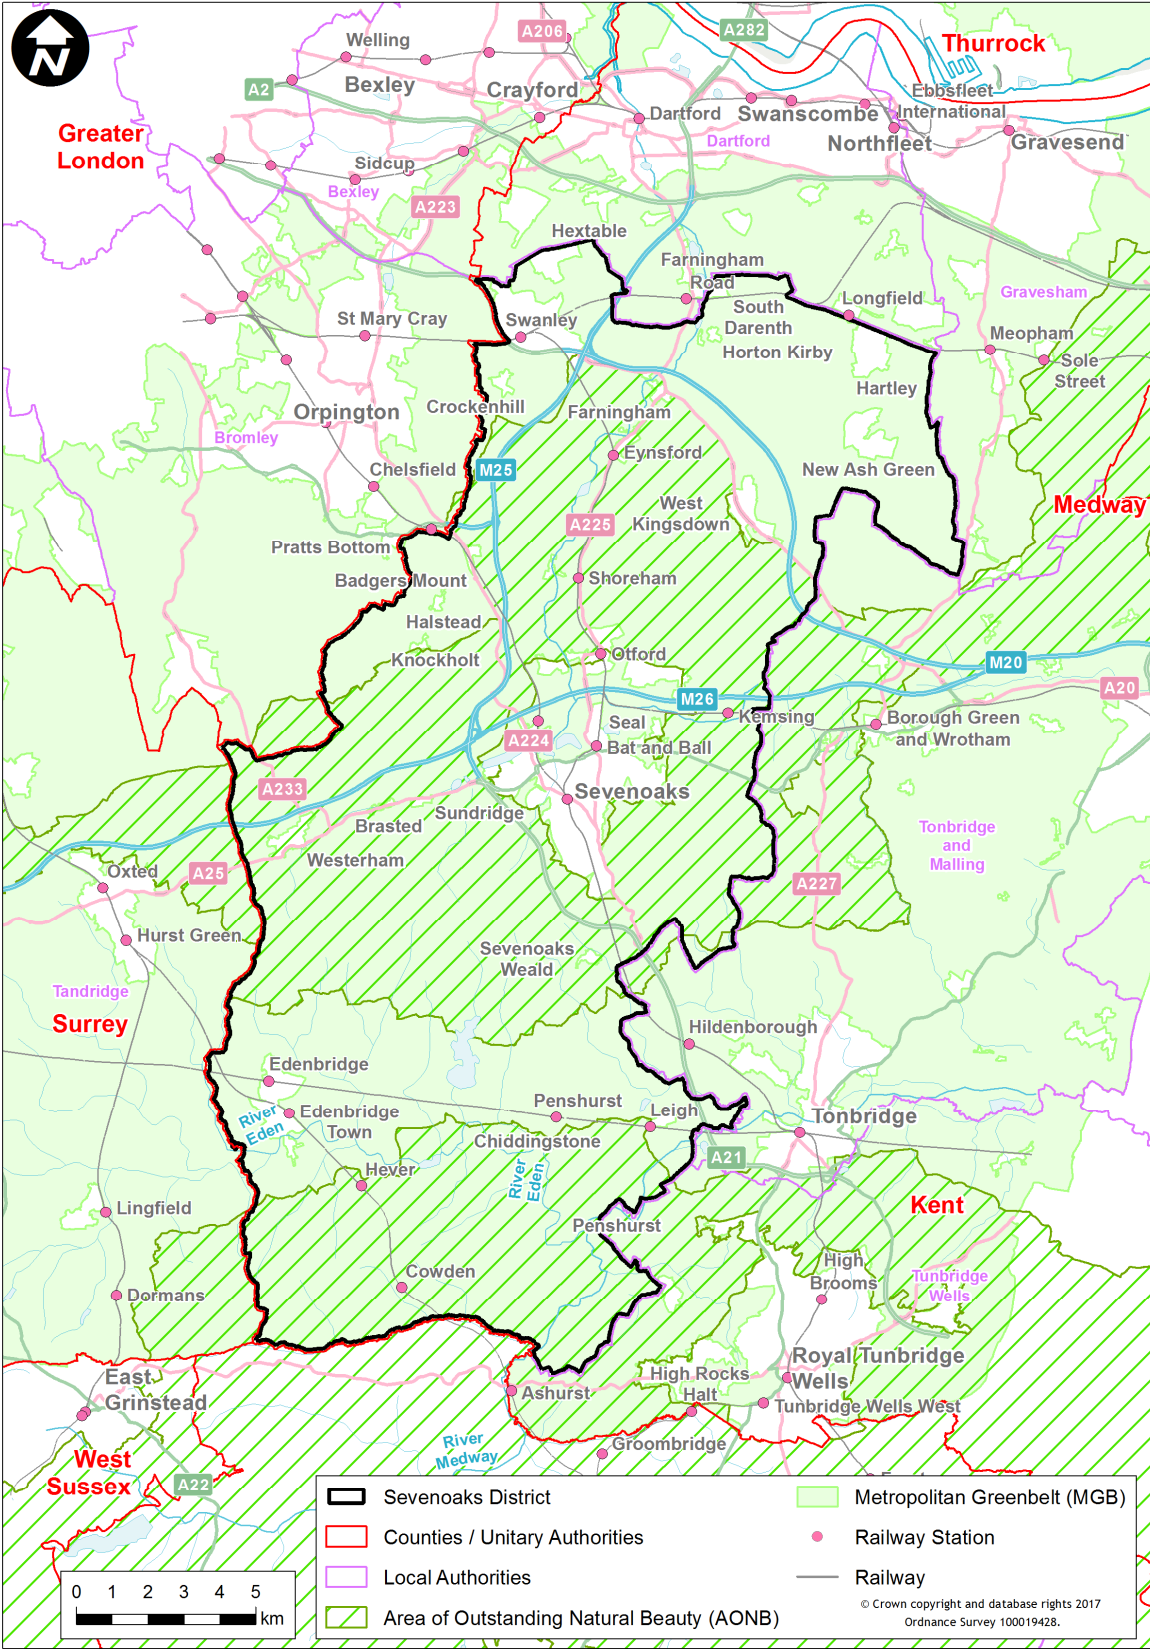 N
A206
A282
Thurrock
Welling
Bexley
A2
Crayford
Ebbsfleet
International
Dartford
Swanscombe
Northfleet
Gravesend
Greater
London
Dartford
Sidcup
Bexley
A223
Hextable
Farningham
Road
Gravesham
Longfield
South
Darenth
St Mary Cray
Swanley
Meopham
Horton Kirby
Sole
Street
Hartley
Orpington
Crockenhill
Farningham
Bromley
Eynsford
Chelsfield
M25
New Ash Green
West
Kingsdown
Medway
A225
Pratts Bottom
Badgers Mount
Shoreham
Halstead
Knockholt
Otford
M20
A20
M26
Kemsing
Seal
Borough Green
and Wrotham
A224
Bat and Ball
A233
Sevenoaks
Sundridge
Brasted
Westerham
Tonbridge
and
Malling
Oxted
A25
A227
Hurst Green
Sevenoaks
Weald
Tandridge
Surrey
Hildenborough
Edenbridge
Penshurst
Leigh
Edenbridge
Town
River
Eden
Tonbridge
Chiddingstone
A21
Hever
River
Eden
Kent
Lingfield
Penshurst
High
Brooms
Cowden
Tunbridge
Wells
Dormans
East
Grinstead
Royal Tunbridge
Wells
High Rocks
Halt
Ashurst
Tunbridge Wells West
River
Medway
Groombridge
West
Sussex
A22
Sevenoaks District
Counties / Unitary Authorities
Local Authorities
Area of Outstanding Natural Beauty (AONB)
Metropolitan Greenbelt (MGB)
Railway Station
Railway
© Crown copyright and database rights 2017
Ordnance Survey 100019428.
0 1 2 3 4 5
km